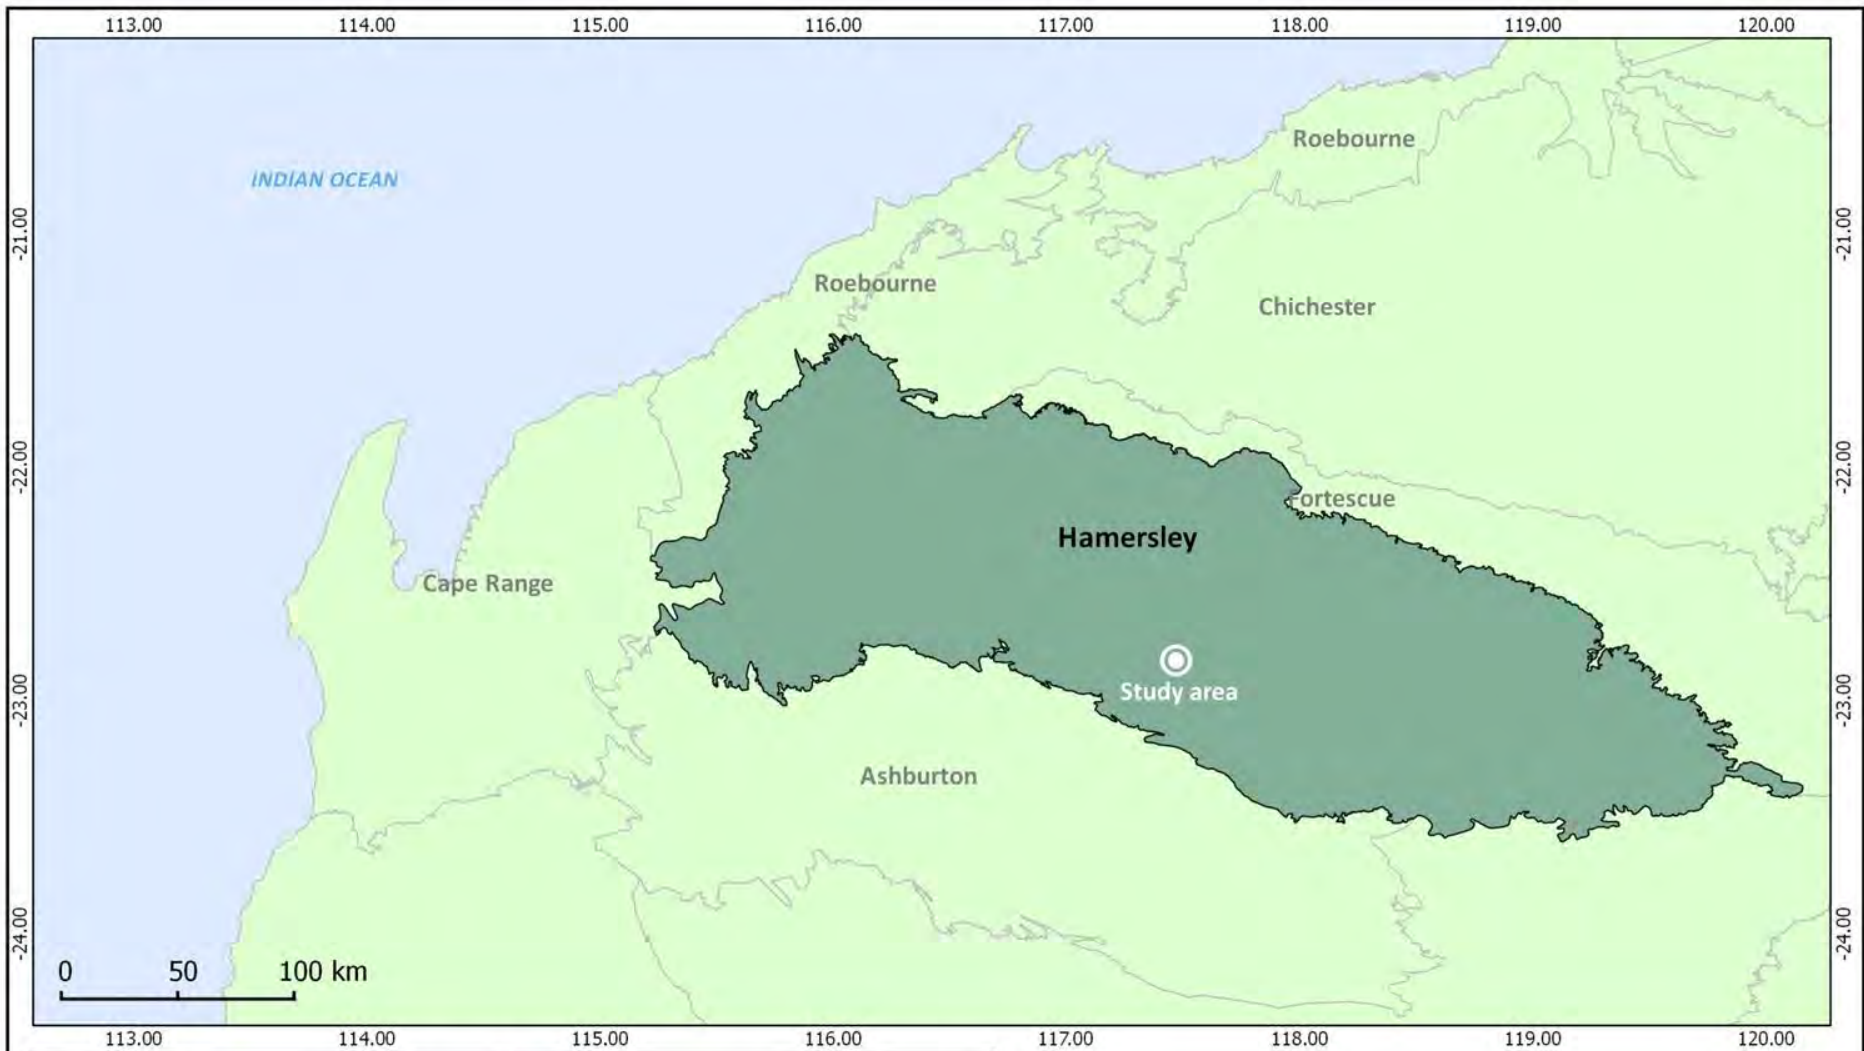 113.00 114.00 115.00 116.00 117.00 118.00 119.00 120.00
Roebourne
INDIAN OCEAN
-21.00
-21.00
Roebourne
Chichester
-22.00
-22.00
Fortescue
Hamersley
Cape Range
Study area
-23.00
-23.00
Ashburton
-24.00
-24.00
0 50 100 km
113.00 114.00 115.00 116.00 117.00 118.00 119.00 120.00